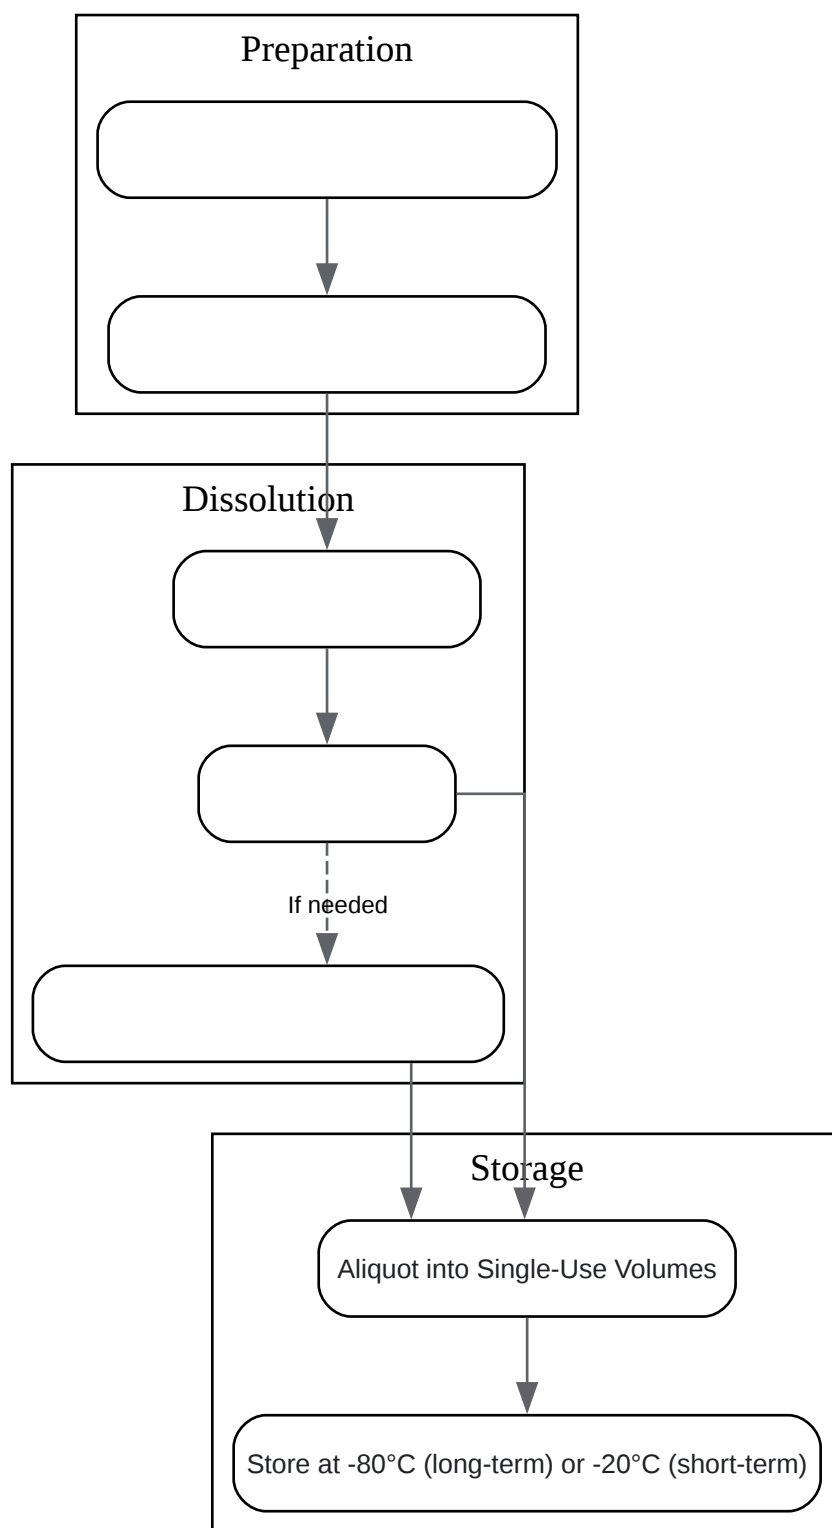 Preparation
Dissolution
If needed
Storage
Aliquot into Single-Use Volumes
Store at -80°C (long-term) or -20°C (short-term)